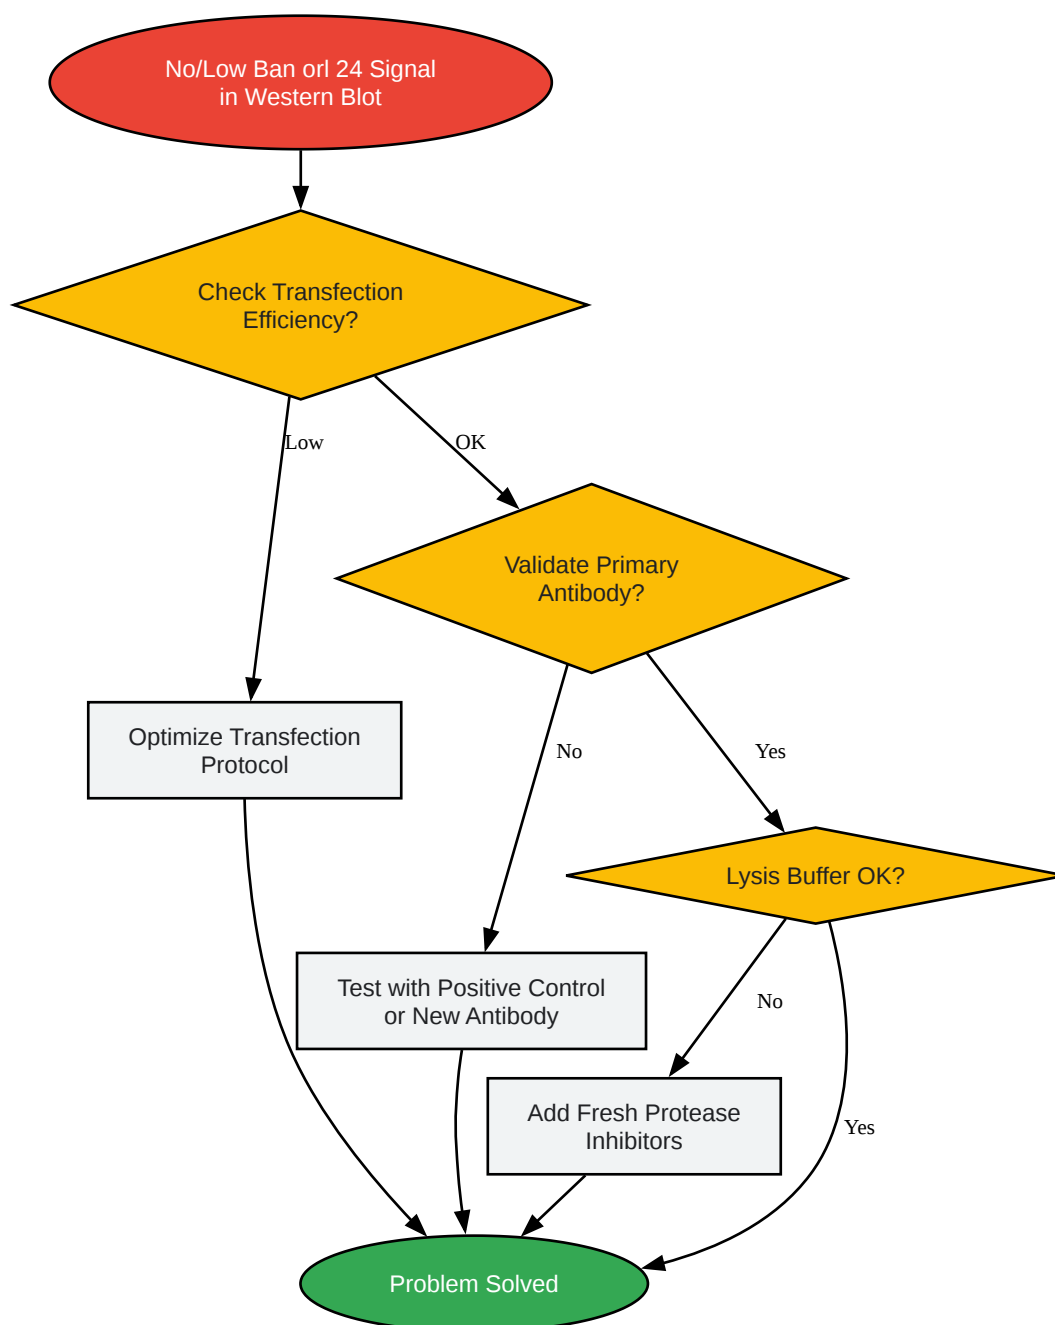 No/Low Ban orl 24 Signal
in Western Blot
Check Transfection
Efficiency?
Low
OK
Validate Primary
Antibody?
Optimize Transfection
Protocol
No
Yes
Lysis Buffer OK?
Test with Positive Control
or New Antibody
No
Add Fresh Protease
Inhibitors
Yes
Problem Solved